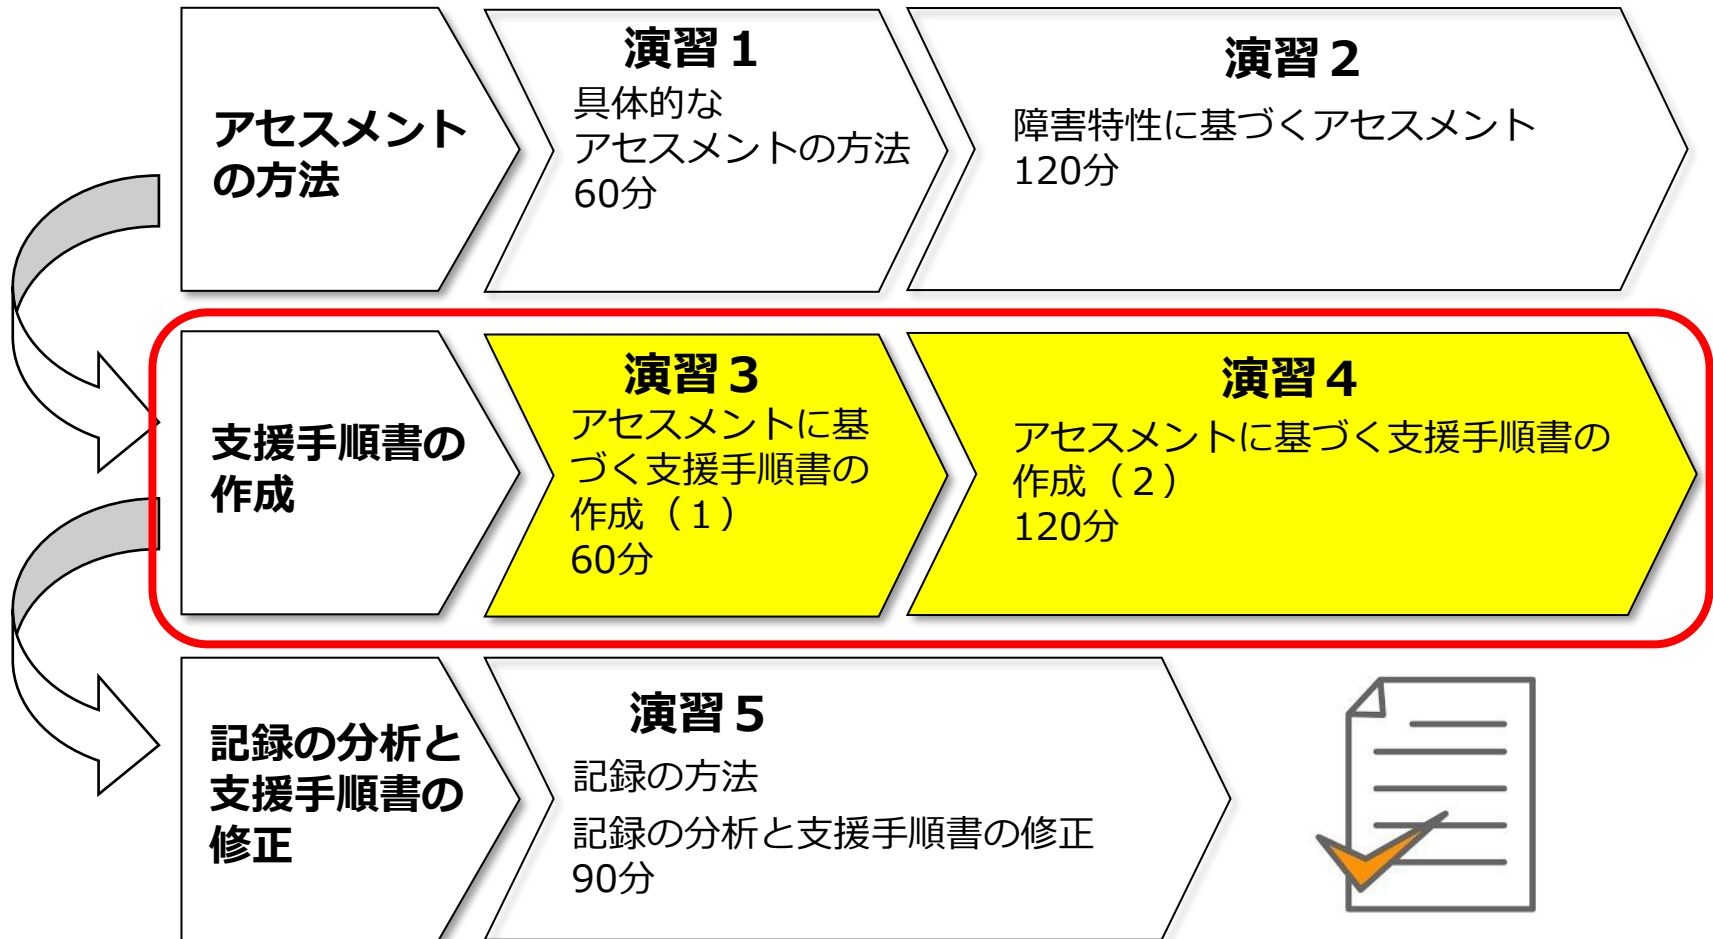 アセスメント
の方法
演習１
具体的な
アセスメントの方法
60分
演習２
障害特性に基づくアセスメント
120分
支援手順書の
作成
演習３
アセスメントに基
づく支援手順書の
作成（１）
60分
演習４
アセスメントに基づく支援手順書の
作成（２）
120分
記録の分析と
支援手順書の
修正
演習５
記録の方法
記録の分析と支援手順書の修正
90分